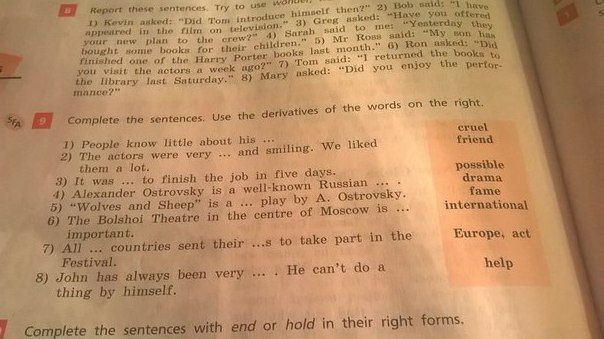 8 Report these sentences. Try to use wonder,
1) Kevin asked: “Did Tom introduce himself then?” 2) Bob said: “I have
appeared in the film on television.” 3) Greg asked: “Have you offered
your new plan to the crew?” 4) Sarah said to me: “Yesterday they
bought some books for their children.” 5) Mr Ross said: “My son has
finished one of the Harry Porter books last month.” 6) Ron asked: “Did
you visit the actors a week ago?” 7) Tom said: “I returned the books to
the library last Saturday.” 8) Mary asked: “Did you enjoy the perfor-
mance?”
SfA 9 Complete the sentences. Use the derivatives of the words on the right.
1) People know little about his ... cruel
2) The actors were very ... and smiling. We liked friend
them a lot.
3) It was ... to finish the job in five days. possible
4) Alexander Ostrovsky is a well-known Russian ... . drama
5) “Wolves and Sheep” is a ... play by A. Ostrovsky. fame
6) The Bolshoi Theatre in the centre of Moscow is ... international
important.
7) All ... countries sent their ...s to take part in the Europe, act
Festival.
8) John has always been very ... . He can't do a help
thing by himself.
Complete the sentences with end or hold in their right forms.